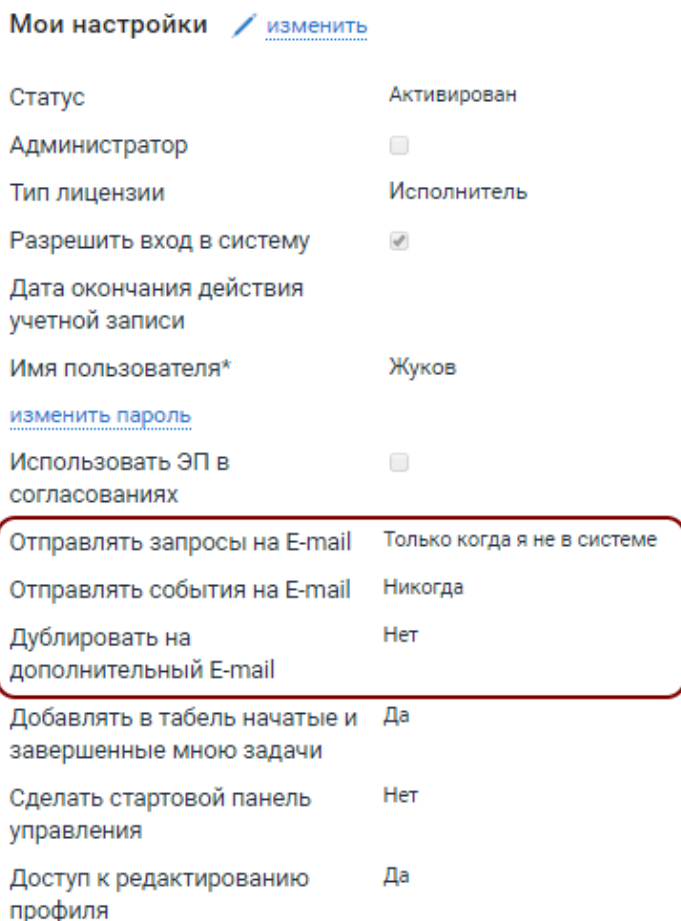 Мои настройки изменить
Статус Активирован
Администратор
Тип лицензии Исполнитель
Разрешить вход в систему
Дата окончания действия
учетной записи
Имя пользователя* Жуков
изменить пароль
Использовать ЭП в
согласованиях
Отправлять запросы на E-mail Только когда я не в системе
Отправлять события на E-mail Никогда
Дублировать на Нет
дополнительный E-mail
Добавлять в табель начатые и Да
завершенные мною задачи
Сделать стартовой панель Нет
управления
Доступ к редактированию Да
профиля